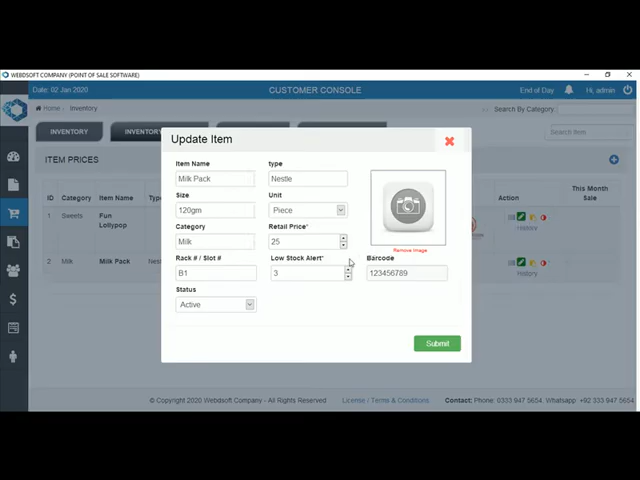 WEBDSOFT COMPANY (POINT OF SALE SOFTWARE)
Date: 02 Jan 2020
CUSTOMER CONSOLE
End of Day
Hi, admin
Home
Inventory
Search By Category :
INVENTORY
INVENTORY
Search Item
ITEM PRICES
ID
Category
Item Name
Action
This Month
Sale
1
Sweets
Fun
Lollypop
History
2
Milk
Milk Pack
History
Update Item
Item Name
type
Milk Pack
Nestle
Size
Unit
120gm
Piece
Category
Retail Price*
Milk
25
Remove Image
Rack # / Slot #
Low Stock Alert*
Barcode
B1
3
123456789
Status
Active
Submit
© Copyright 2020 Webdsoft Company - All Rights Reserved
License / Terms & Conditions
Contact: Phone: 0333 947 5654. Whatsapp: +92 333 947 5654